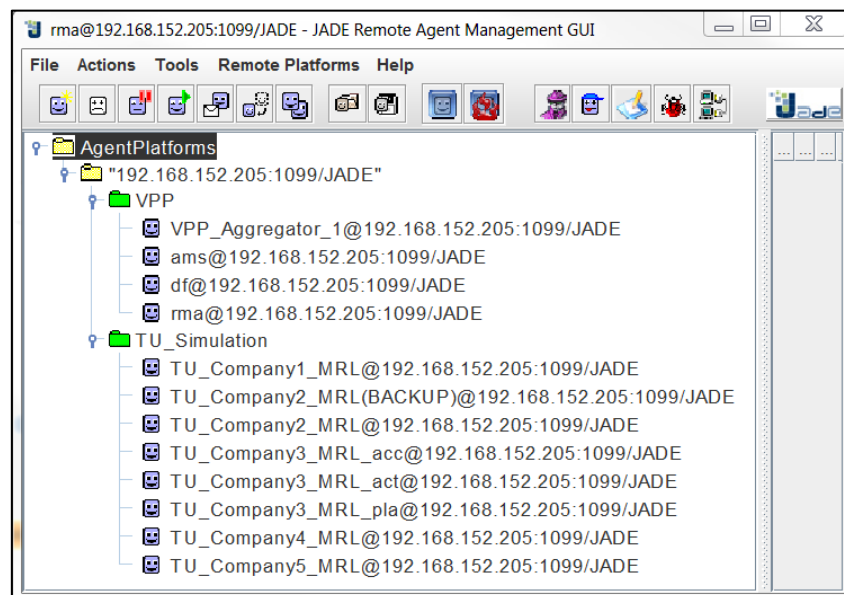 rma@192.168.152.205:1099/JADE - JADE Remote Agent Management GUI
File Actions Tools Remote Platforms Help
Jade
AgentPlatforms
"192.168.152.205:1099/JADE"
VPP
VPP_Aggregator_1@192.168.152.205:1099/JADE
ams@192.168.152.205:1099/JADE
df@192.168.152.205:1099/JADE
rma@192.168.152.205:1099/JADE
TU_Simulation
TU_Company1_MRL@192.168.152.205:1099/JADE
TU_Company2_MRL(BACKUP)@192.168.152.205:1099/JADE
TU_Company2_MRL@192.168.152.205:1099/JADE
TU_Company3_MRL_acc@192.168.152.205:1099/JADE
TU_Company3_MRL_act@192.168.152.205:1099/JADE
TU_Company3_MRL_pla@192.168.152.205:1099/JADE
TU_Company4_MRL@192.168.152.205:1099/JADE
TU_Company5_MRL@192.168.152.205:1099/JADE
... ... ...